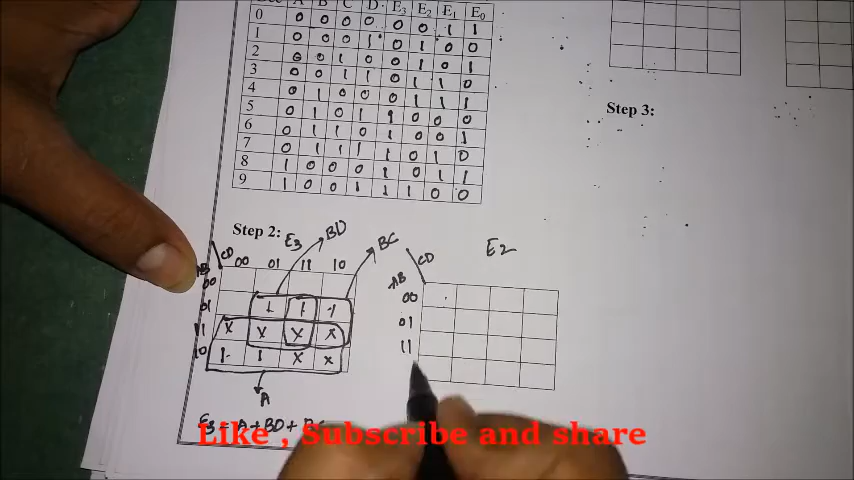 A B C D E3 E2 E1 E0
0 0 0 0 0 0 0 1 1
1 0 0 0 1 0 1 0 0
2 0 0 1 0 0 1 0 1
3 0 0 1 1 0 1 1 0
4 0 1 0 0 0 1 1 1
5 0 1 0 1 1 0 0 0
6 0 1 1 0 1 0 0 1
7 0 1 1 1 1 0 1 0
8 1 0 0 0 1 0 1 1
9 1 0 0 1 1 1 0 0
Step 3:
Step 2: E3 BD BC E2
CD 00 01 11 10
AB
00
01 1 1 1
11 X X X X
10 1 1 X X
A
E3 = A + BD +
CD
AB
00
01
11
Like , Subscribe and share